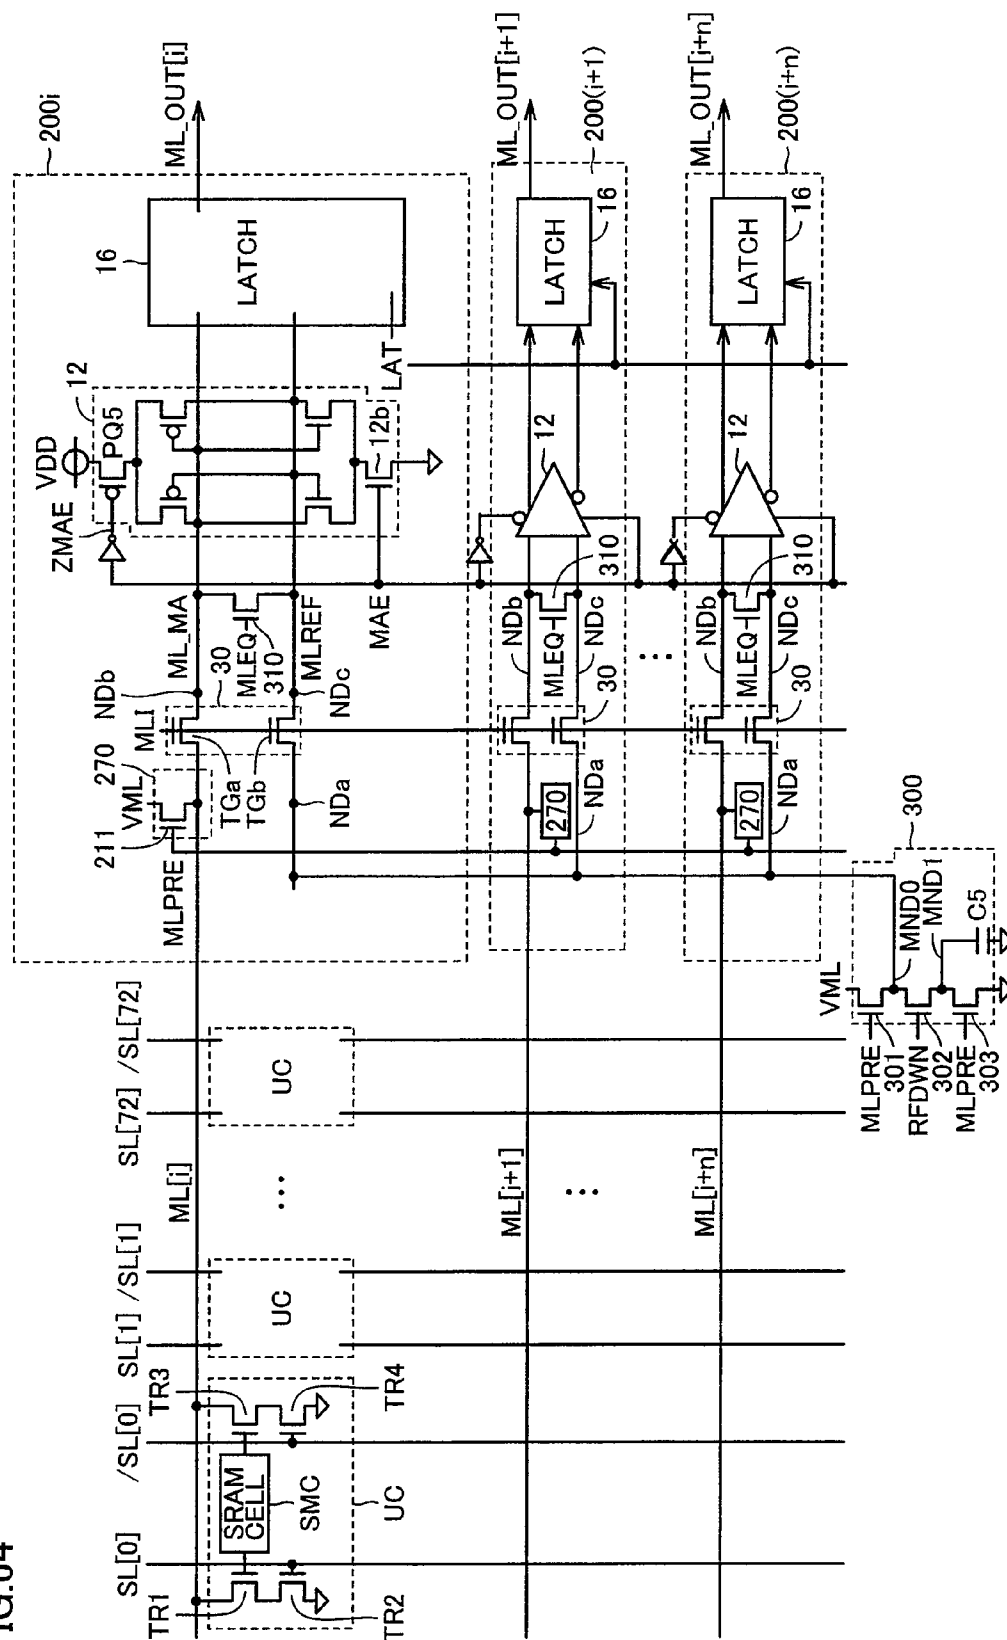 SL[0]
/SL[0]
SL[1]
/SL[1]
SL[72]
/SL[72]
TR1
TR2
TR3
TR4
SRAM
CELL
SMC
UC
UC
...
UC
ML[i]
ML[i+1]
...
ML[i+n]
MLPRE
211
VML
270
MLI
TGa
TGb
NDa
NDb
NDc
30
ML_MA
MLEQ
310
MLREF
MAE
ZMAE
VDD
PQ5
12
12b
LAT
16
LATCH
ML_OUT[i]
200i
270
NDa
30
NDb
NDc
MLEQ
310
12
LATCH
16
ML_OUT[i+1]
200(i+1)
...
270
NDa
30
NDb
NDc
MLEQ
310
12
LATCH
16
ML_OUT[i+n]
200(i+n)
VML
MLPRE
301
RFDWN
302
MLPRE
303
MND0
MND1
C5
300